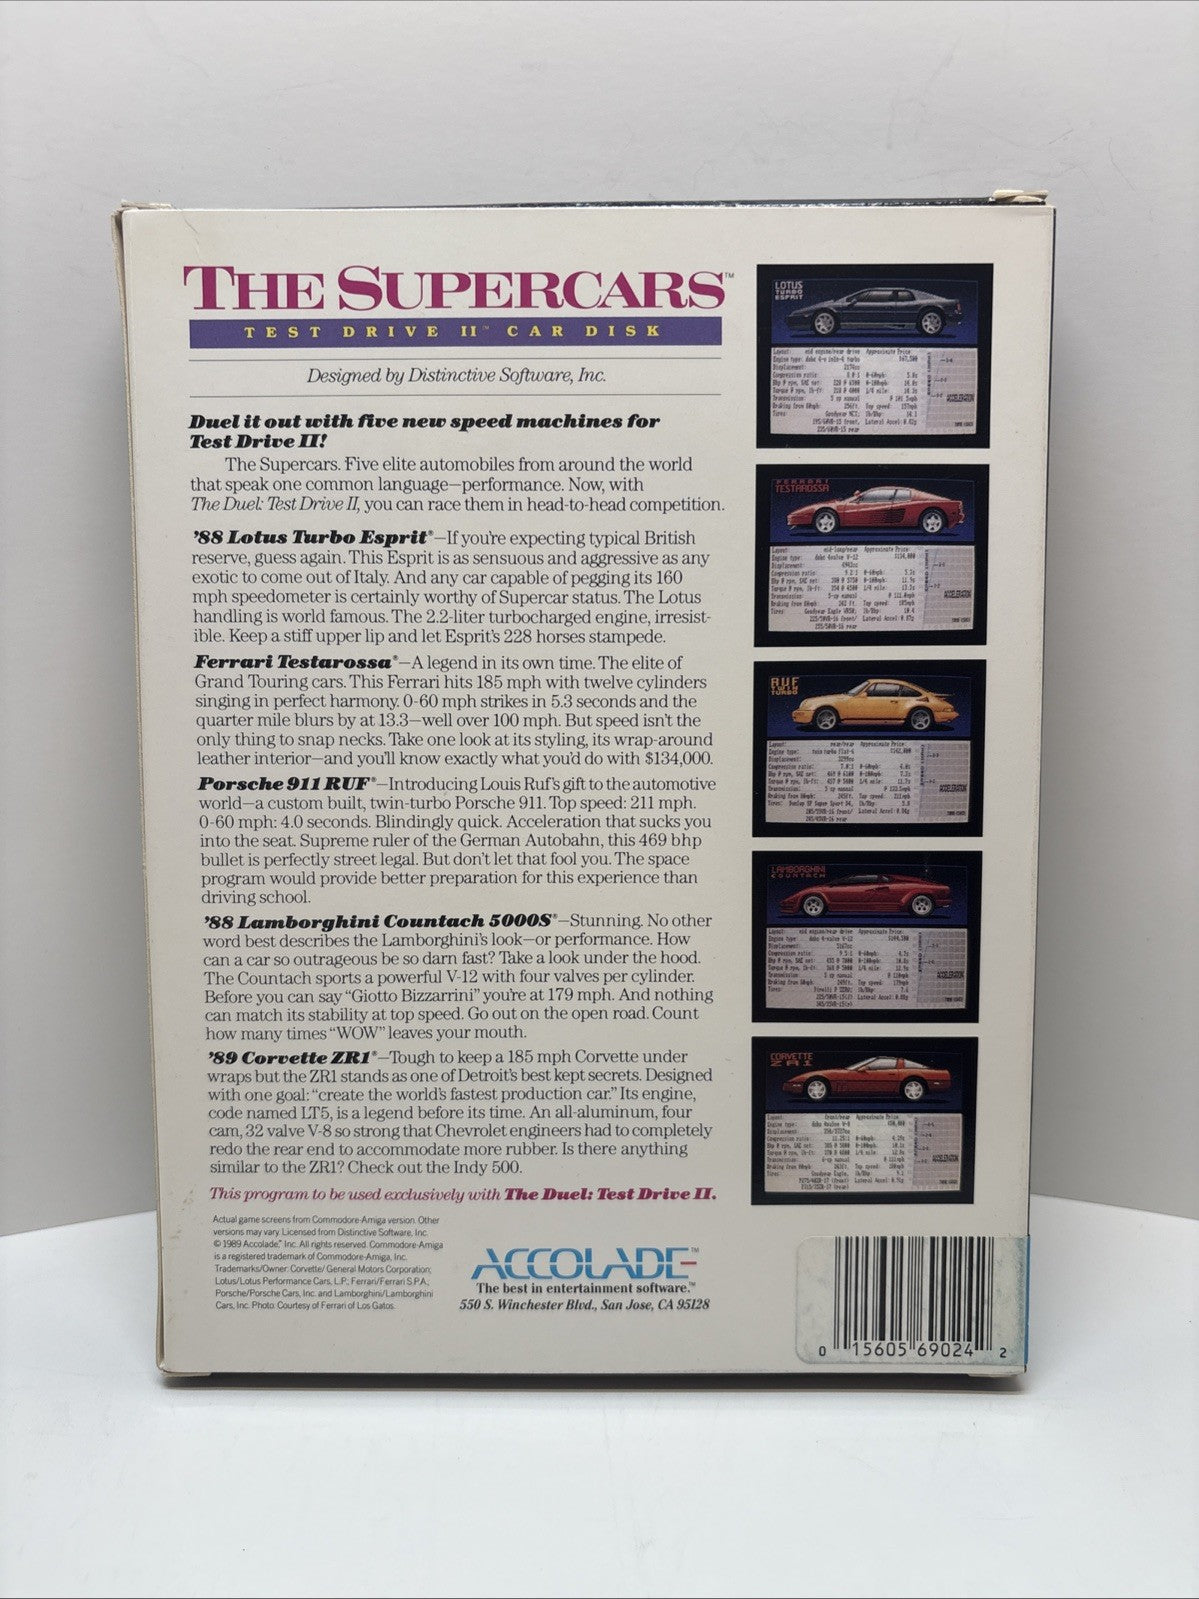 THE SUPERCARS™
TEST DRIVE II™ CAR DISK
Designed by Distinctive Software, Inc.
Duel it out with five new speed machines for
Test Drive II!
The Supercars. Five elite automobiles from around the world
that speak one common language—performance. Now, with
The Duel: Test Drive II, you can race them in head-to-head competition.
'88 Lotus Turbo Esprit®—If you're expecting typical British
reserve, guess again. This Esprit is as sensuous and aggressive as any
exotic to come out of Italy. And any car capable of pegging its 160
mph speedometer is certainly worthy of Supercar status. The Lotus
handling is world famous. The 2.2-liter turbocharged engine, irresist-
ible. Keep a stiff upper lip and let Esprit's 228 horses stampede.
Ferrari Testarossa®—A legend in its own time. The elite of
Grand Touring cars. This Ferrari hits 185 mph with twelve cylinders
singing in perfect harmony. 0-60 mph strikes in 5.3 seconds and the
quarter mile blurs by at 13.3—well over 100 mph. But speed isn't the
only thing to snap necks. Take one look at its styling, its wrap-around
leather interior—and you'll know exactly what you'd do with $134,000.
Porsche 911 RUF®—Introducing Louis Ruf's gift to the automotive
world—a custom built, twin-turbo Porsche 911. Top speed: 211 mph.
0-60 mph: 4.0 seconds. Blindingly quick. Acceleration that sucks you
into the seat. Supreme ruler of the German Autobahn, this 469 bhp
bullet is perfectly street legal. But don't let that fool you. The space
program would provide better preparation for this experience than
driving school.
'88 Lamborghini Countach 5000S®—Stunning. No other
word best describes the Lamborghini's look—or performance. How
can a car so outrageous be so darn fast? Take a look under the hood.
The Countach sports a powerful V-12 with four valves per cylinder.
Before you can say "Giotto Bizzarrini" you're at 179 mph. And nothing
can match its stability at top speed. Go out on the open road. Count
how many times "WOW" leaves your mouth.
'89 Corvette ZR1®—Tough to keep a 185 mph Corvette under
wraps but the ZR1 stands as one of Detroit's best kept secrets. Designed
with one goal: "create the world's fastest production car." Its engine,
code named LT5, is a legend before its time. An all-aluminum, four
cam, 32 valve V-8 so strong that Chevrolet engineers had to completely
redo the rear end to accommodate more rubber. Is there anything
similar to the ZR1? Check out the Indy 500.
This program to be used exclusively with The Duel: Test Drive II.
Actual game screens from Commodore-Amiga version. Other
versions may vary. Licensed from Distinctive Software, Inc.
© 1989 Accolade,™ Inc. All rights reserved. Commodore-Amiga
is a registered trademark of Commodore-Amiga, Inc.
Trademarks/Owner: Corvette/General Motors Corporation;
Lotus/Lotus Performance Cars, L.P.; Ferrari/Ferrari S.P.A.;
Porsche/Porsche Cars, Inc. and Lamborghini/Lamborghini
Cars, Inc. Photo: Courtesy of Ferrari of Los Gatos.
ACCOLADE™
The best in entertainment software.™
550 S. Winchester Blvd., San Jose, CA 95128
LOTUS
TURBO
ESPRIT
ACCELERATION
FERRARI
TESTAROSSA
ACCELERATION
RUF
TWIN
TURBO
ACCELERATION
LAMBORGHINI
COUNTACH
ACCELERATION
CORVETTE
ZR1
ACCELERATION
0 15605 69024 2